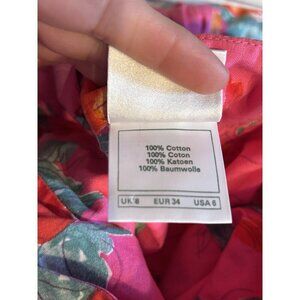 100% Cotton
100% Coton
100% Katoen
100% Baumwolle
UK 8 EUR 34 USA 6